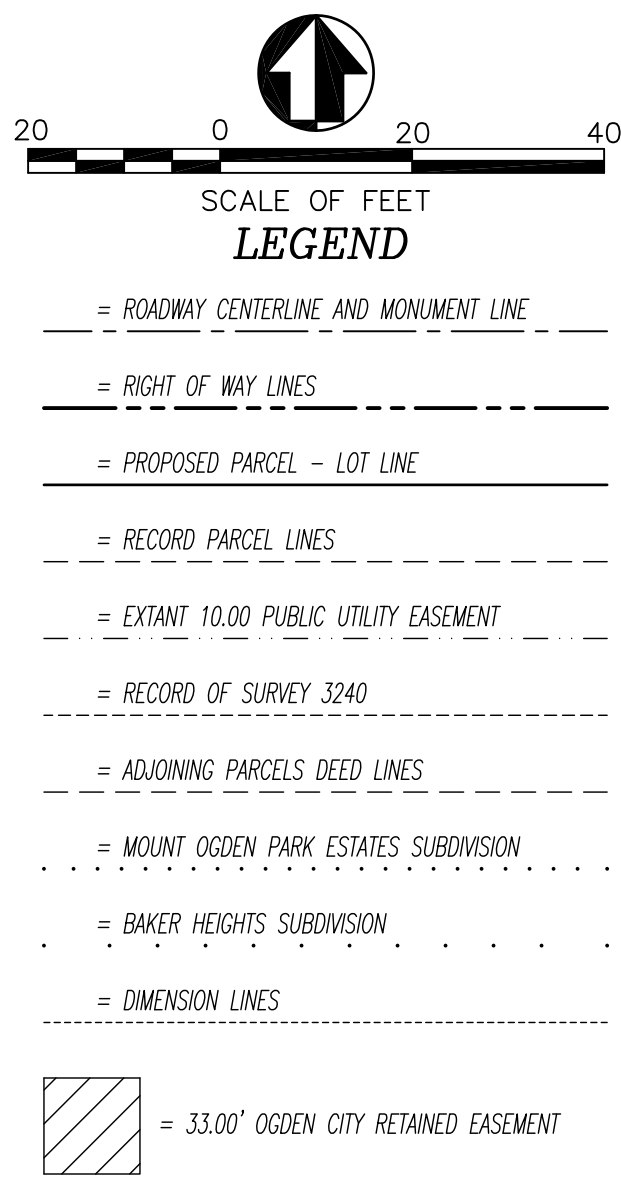 20 0 20 40
SCALE OF FEET
LEGEND
= ROADWAY CENTERLINE AND MONUMENT LINE
= RIGHT OF WAY LINES
= PROPOSED PARCEL – LOT LINE
= RECORD PARCEL LINES
= EXTANT 10.00 PUBLIC UTILITY EASEMENT
= RECORD OF SURVEY 3240
= ADJOINING PARCELS DEED LINES
= MOUNT OGDEN PARK ESTATES SUBDIVISION
= BAKER HEIGHTS SUBDIVISION
= DIMENSION LINES
= 33.00' OGDEN CITY RETAINED EASEMENT